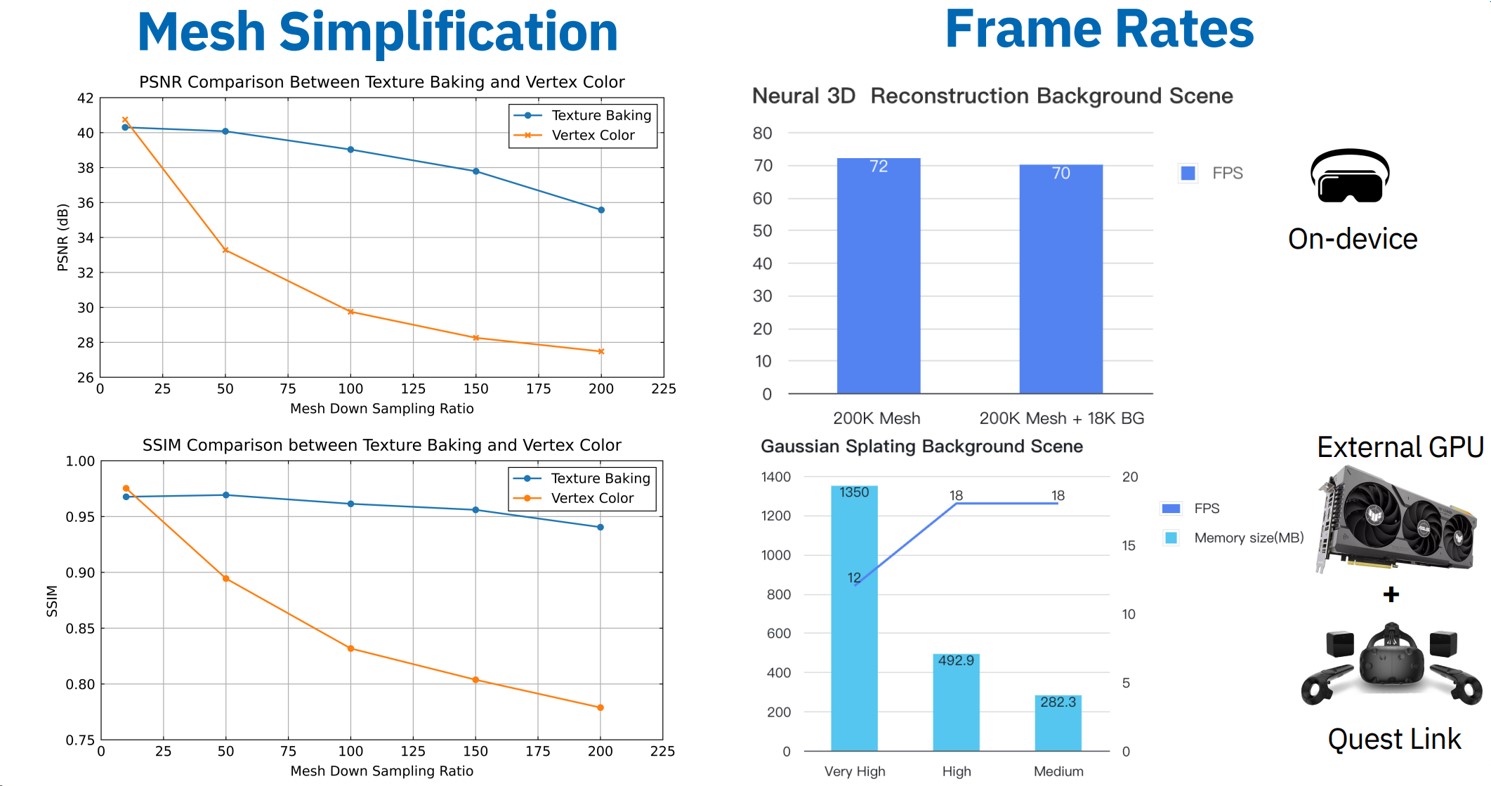 Mesh Simplification
PSNR Comparison Between Texture Baking and Vertex Color
42
40
38
36
34
32
30
28
26
PSNR (dB)
Texture Baking
Vertex Color
0 25 50 75 100 125 150 175 200 225
Mesh Down Sampling Ratio
SSIM Comparison between Texture Baking and Vertex Color
1.00
0.95
0.90
0.85
0.80
0.75
SSIM
Texture Baking
Vertex Color
0 25 50 75 100 125 150 175 200 225
Mesh Down Sampling Ratio
Frame Rates
Neural 3D Reconstruction Background Scene
80
70
60
50
40
30
20
10
0
72
70
FPS
200K Mesh
200K Mesh + 18K BG
On-device
Gaussian Splating Background Scene
1400
1200
1000
800
600
400
200
0
20
15
10
5
0
1350
12
18
18
492.9
282.3
FPS
Memory size(MB)
Very High
High
Medium
External GPU
+
Quest Link